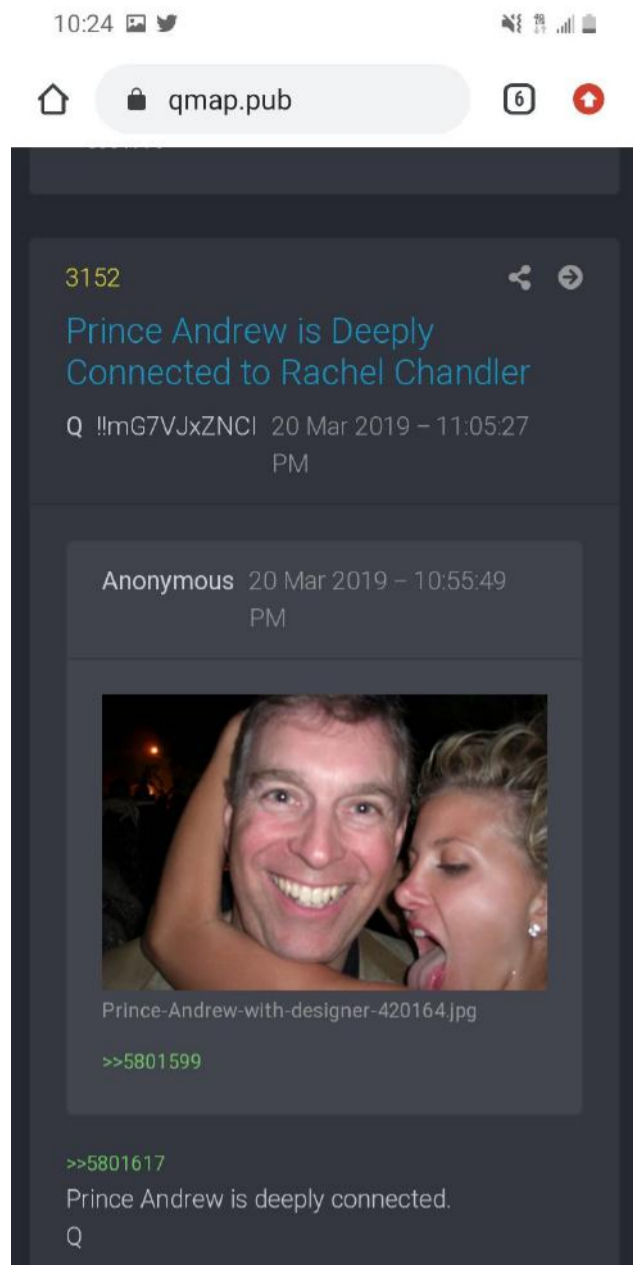 10:24
qmap.pub
6
3152
Prince Andrew is Deeply
Connected to Rachel Chandler
Q !!mG7VJxZNCI 20 Mar 2019 – 11:05:27
PM
Anonymous 20 Mar 2019 – 10:55:49
PM
Prince-Andrew-with-designer-420164.jpg
>>5801599
>>5801617
Prince Andrew is deeply connected.
Q